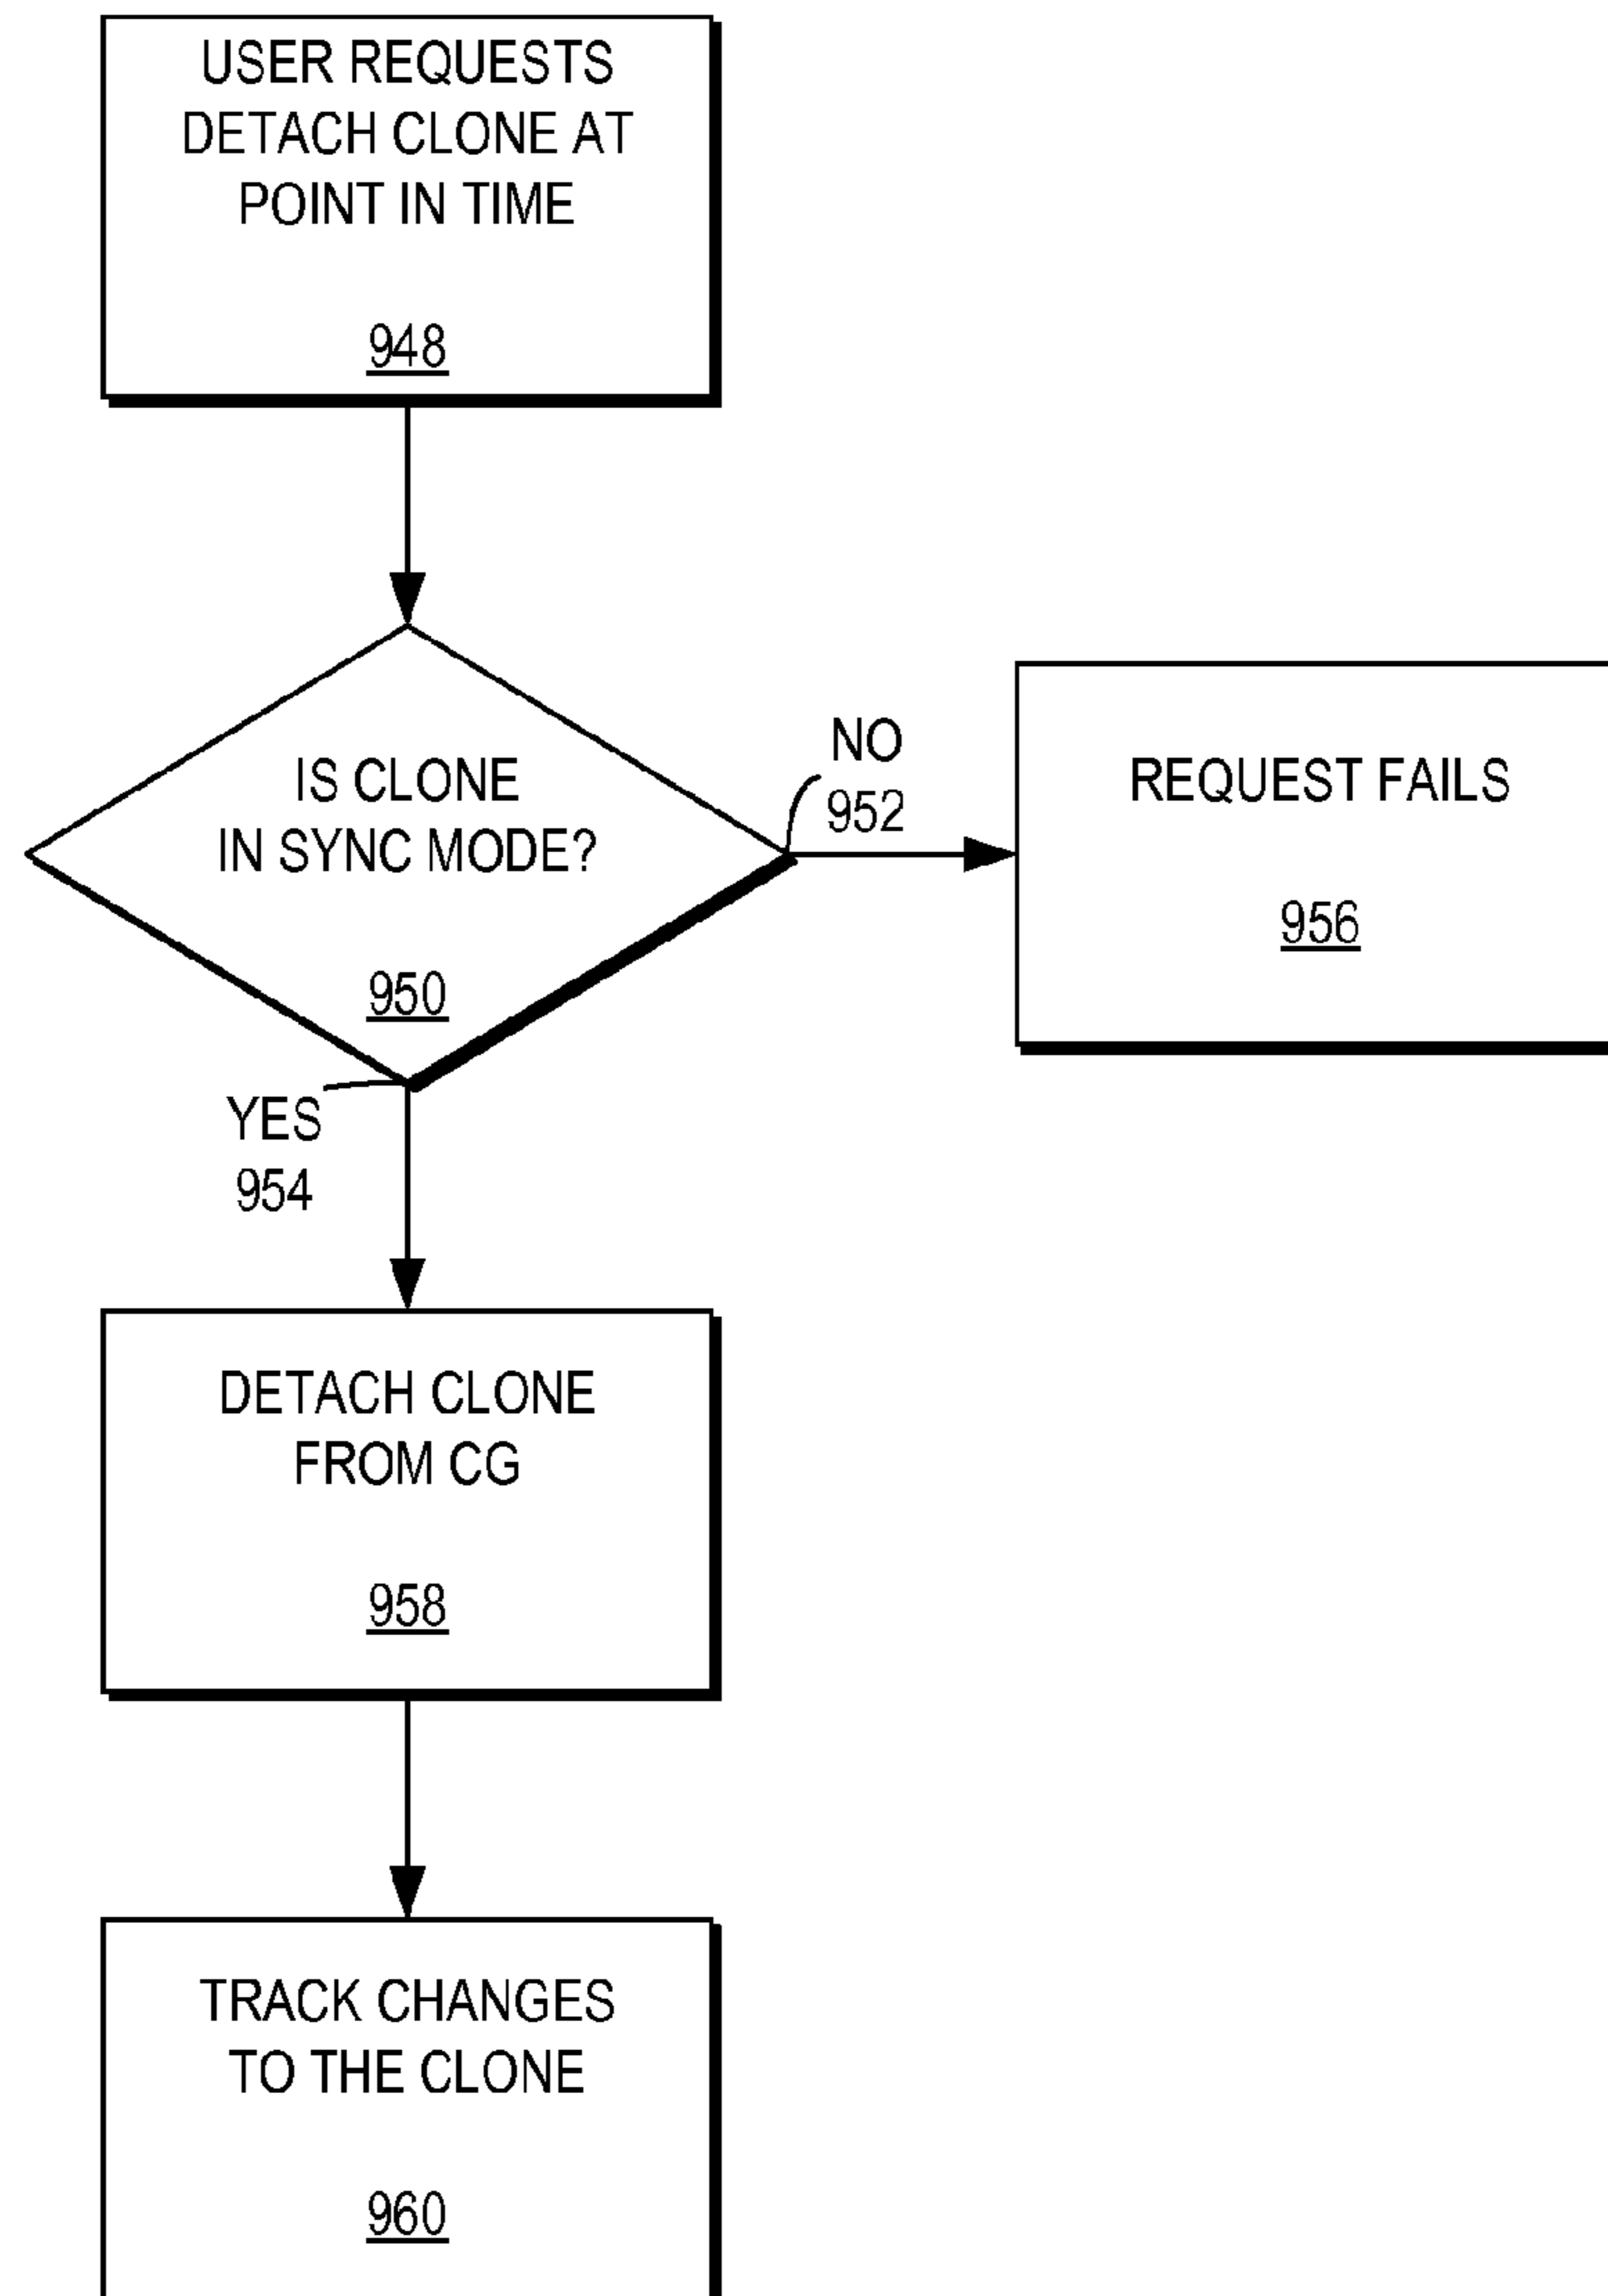 USER REQUESTS
DETACH CLONE AT
POINT IN TIME
948
IS CLONE
IN SYNC MODE?
950
NO
952
REQUEST FAILS
956
YES
954
DETACH CLONE
FROM CG
958
TRACK CHANGES
TO THE CLONE
960